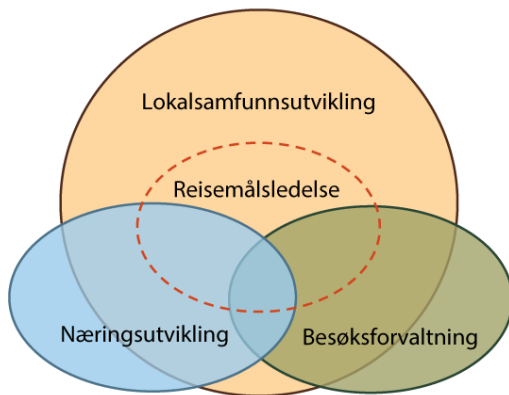 Lokalsamfunnsutvikling
Reisemålsledelse
Næringsutvikling
Besøksforvaltning